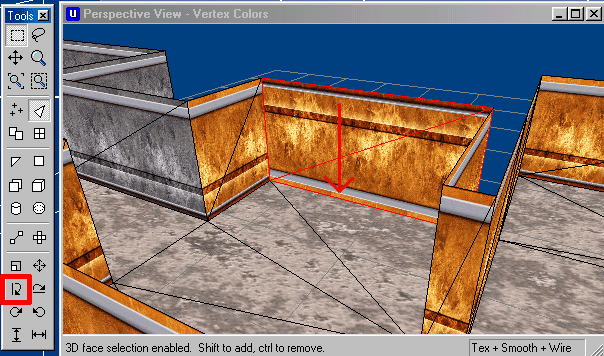 Tools
Perspective View - Vertex Colors
3D face selection enabled. Shift to add, ctrl to remove.
Tex + Smooth + Wire